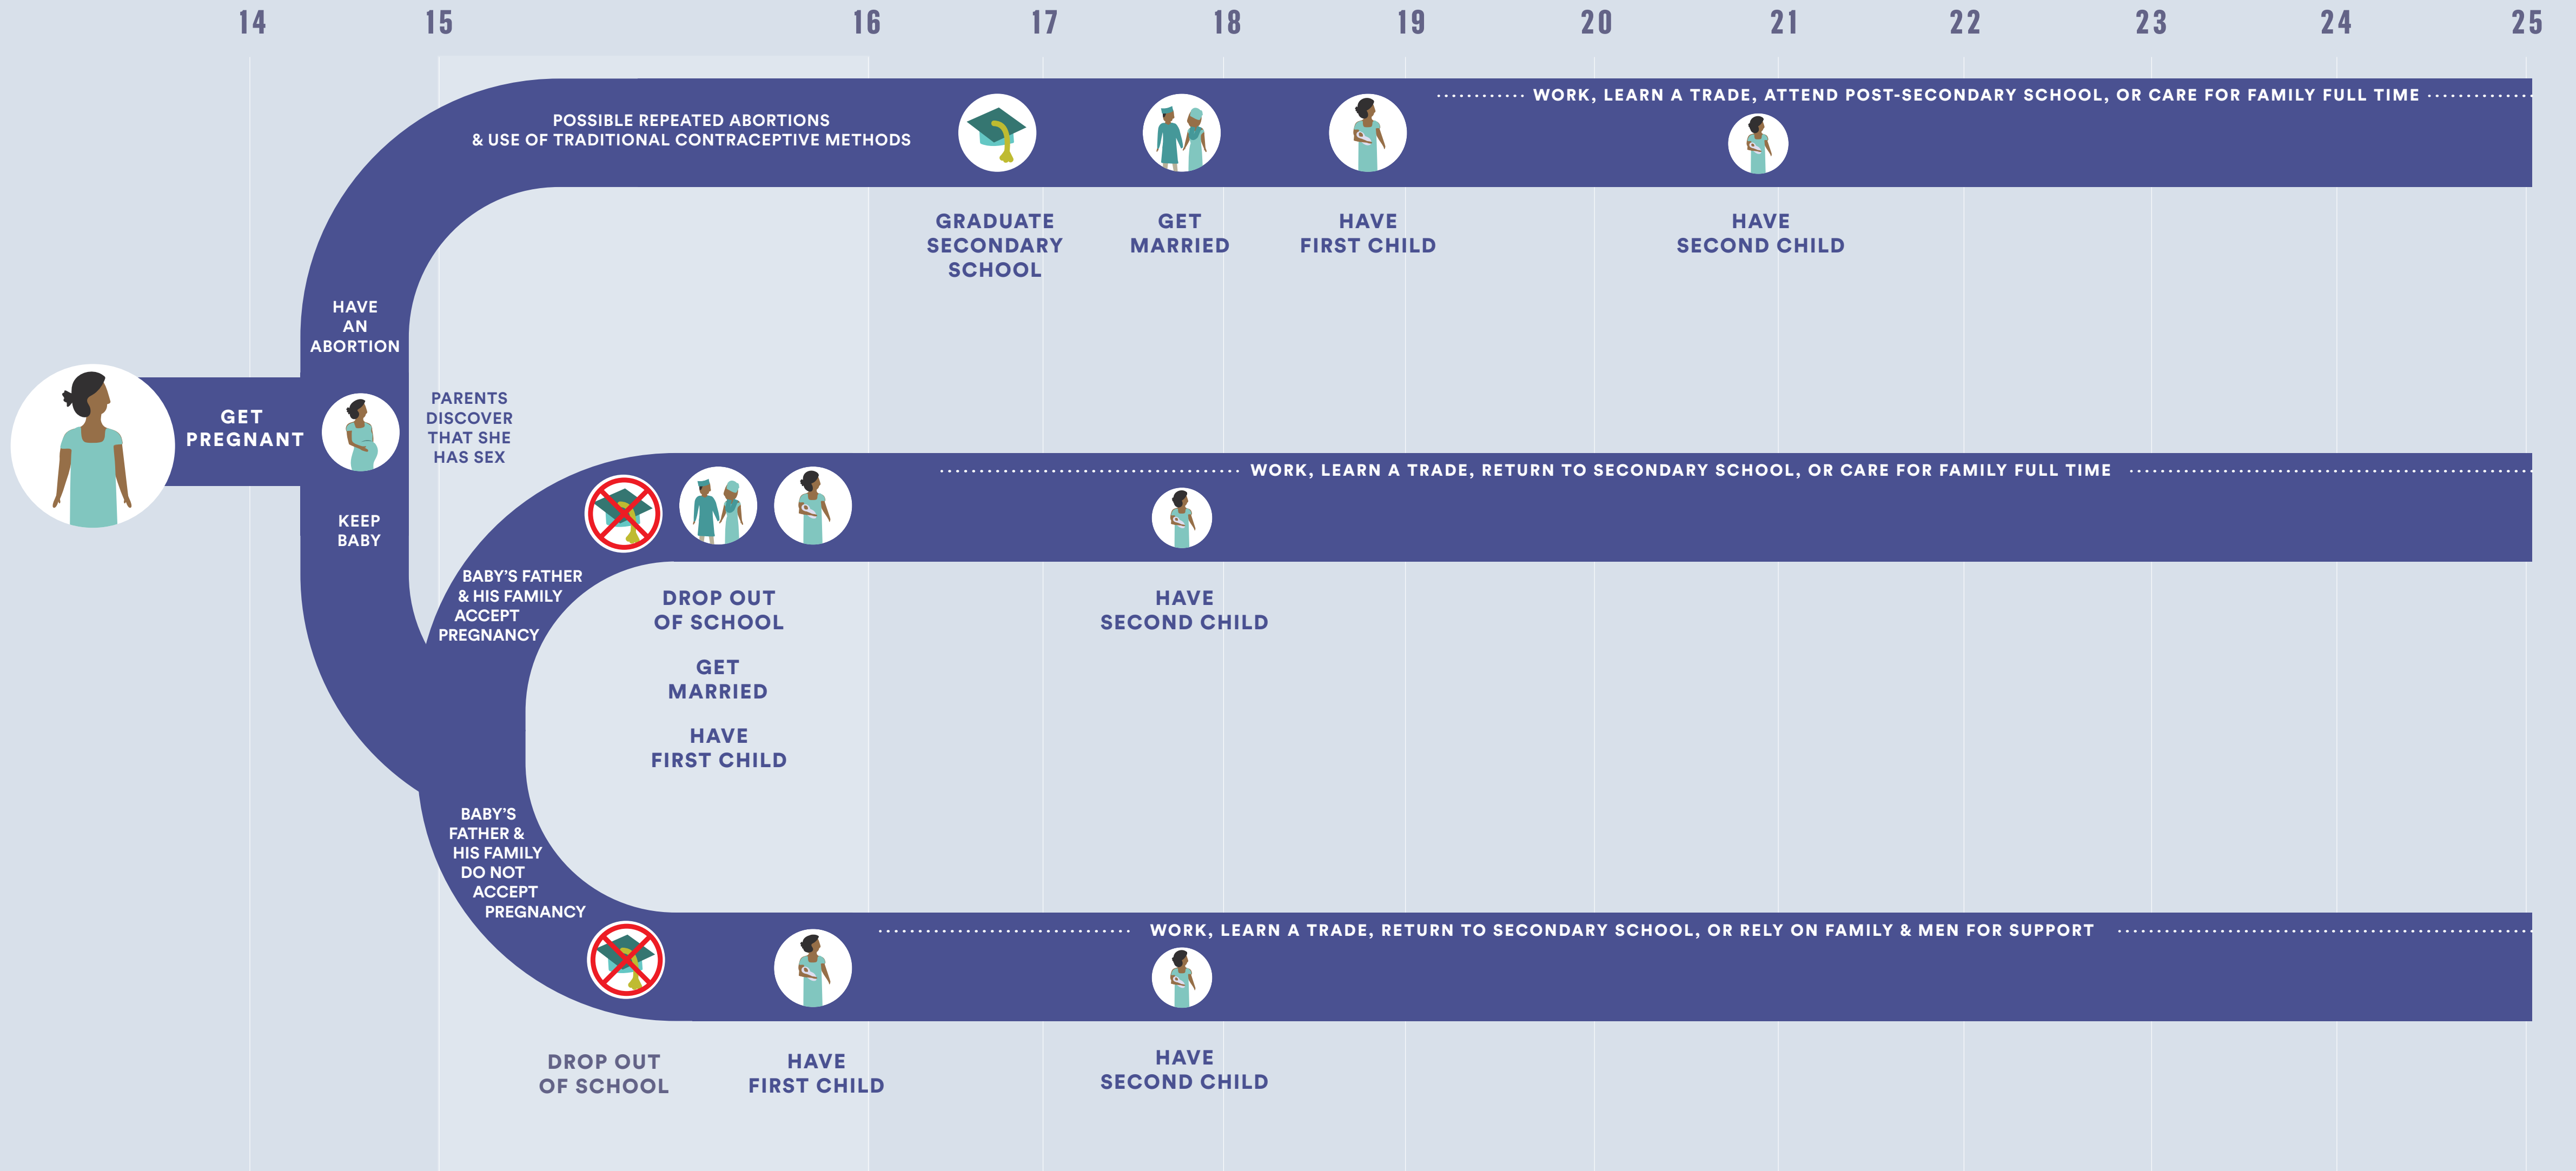 14 15 16 17 18 19 20 21 22 23 24 25
WORK, LEARN A TRADE, ATTEND POST-SECONDARY SCHOOL, OR CARE FOR FAMILY FULL TIME
POSSIBLE REPEATED ABORTIONS
& USE OF TRADITIONAL CONTRACEPTIVE METHODS
GRADUATE
SECONDARY
SCHOOL
GET
MARRIED
HAVE
FIRST CHILD
HAVE
SECOND CHILD
HAVE
AN
ABORTION
GET
PREGNANT
PARENTS
DISCOVER
THAT SHE
HAS SEX
KEEP
BABY
WORK, LEARN A TRADE, RETURN TO SECONDARY SCHOOL, OR CARE FOR FAMILY FULL TIME
BABY'S FATHER
& HIS FAMILY
ACCEPT
PREGNANCY
DROP OUT
OF SCHOOL
GET
MARRIED
HAVE
FIRST CHILD
HAVE
SECOND CHILD
BABY'S
FATHER &
HIS FAMILY
DO NOT
ACCEPT
PREGNANCY
WORK, LEARN A TRADE, RETURN TO SECONDARY SCHOOL, OR RELY ON FAMILY & MEN FOR SUPPORT
DROP OUT
OF SCHOOL
HAVE
FIRST CHILD
HAVE
SECOND CHILD